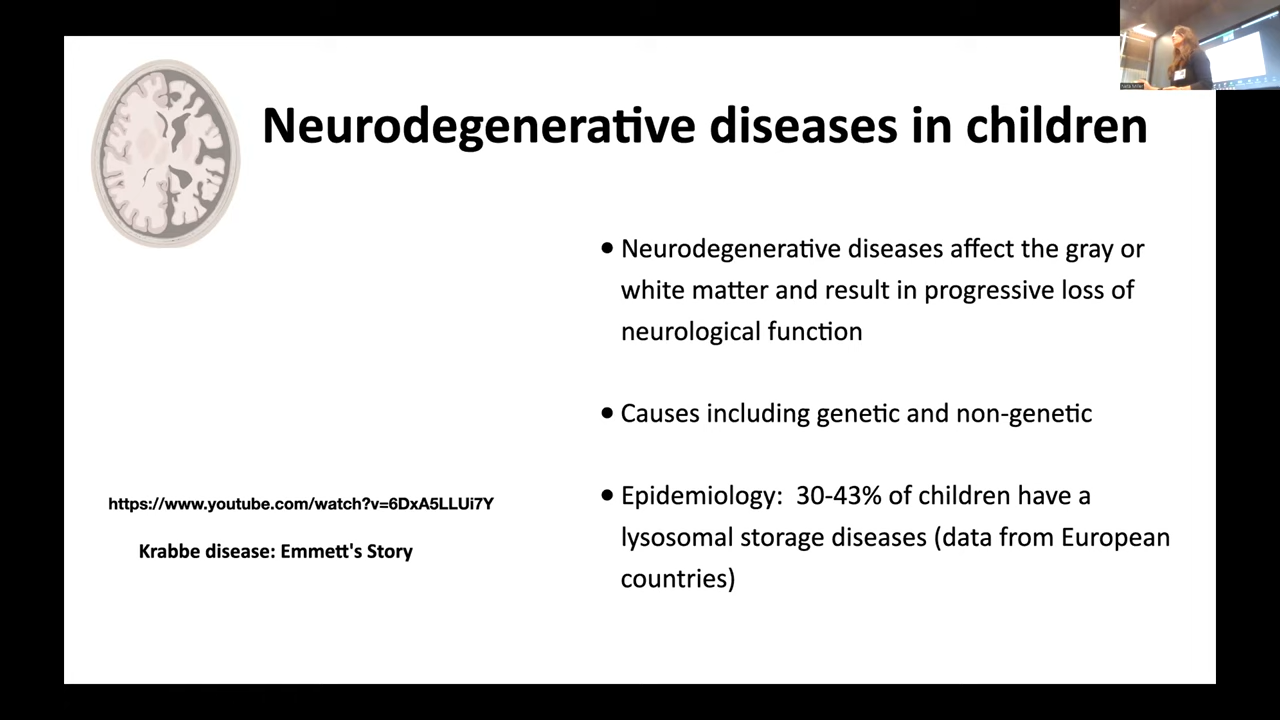 Neurodegenerative diseases in children
• Neurodegenerative diseases affect the gray or
white matter and result in progressive loss of
neurological function
• Causes including genetic and non-genetic
• Epidemiology: 30-43% of children have a
lysosomal storage diseases (data from European
countries)
https://www.youtube.com/watch?v=6DxA5LLUi7Y
Krabbe disease: Emmett's Story